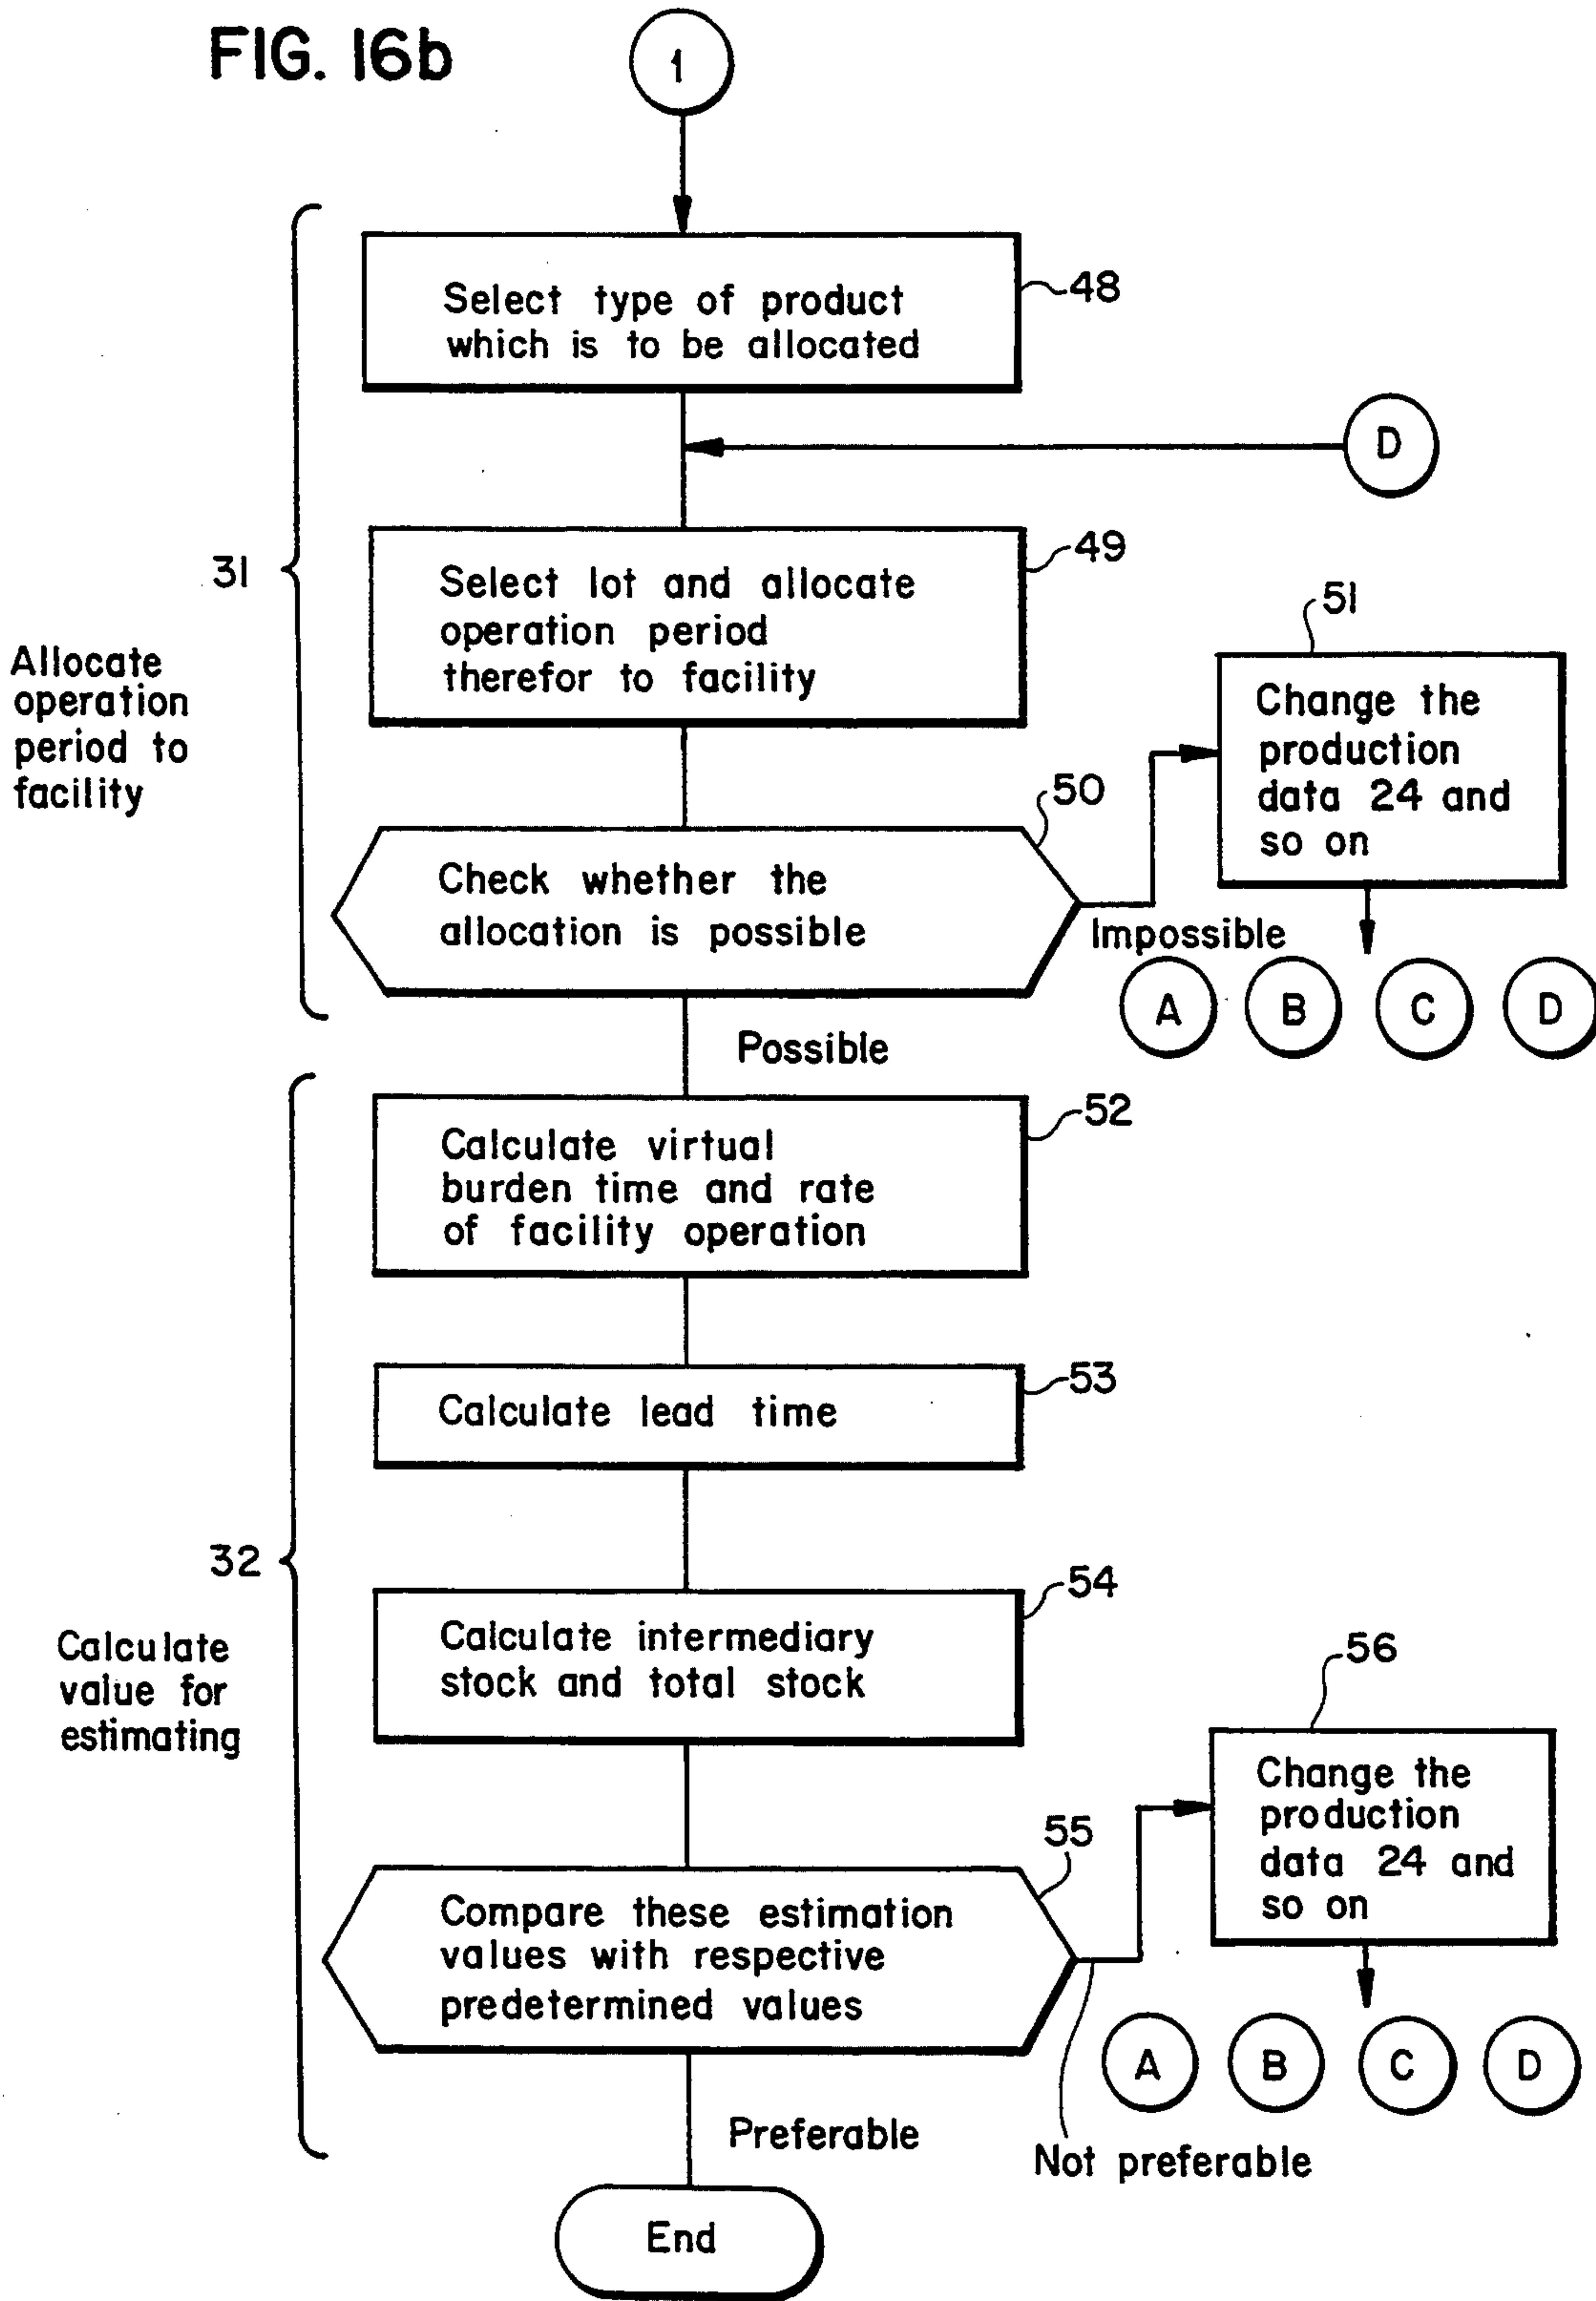 FIG. 16b
1
Select type of product
which is to be allocated
48
D
31
Allocate
operation
period to
facility
Select lot and allocate
operation period
therefor to facility
49
Check whether the
allocation is possible
50
Impossible
51
Change the
production
data 24 and
so on
A B C D
Possible
32
Calculate
value for
estimating
Calculate virtual
burden time and rate
of facility operation
52
Calculate lead time
53
Calculate intermediary
stock and total stock
54
Compare these estimation
values with respective
predetermined values
55
Not preferable
56
Change the
production
data 24 and
so on
A B C D
Preferable
End